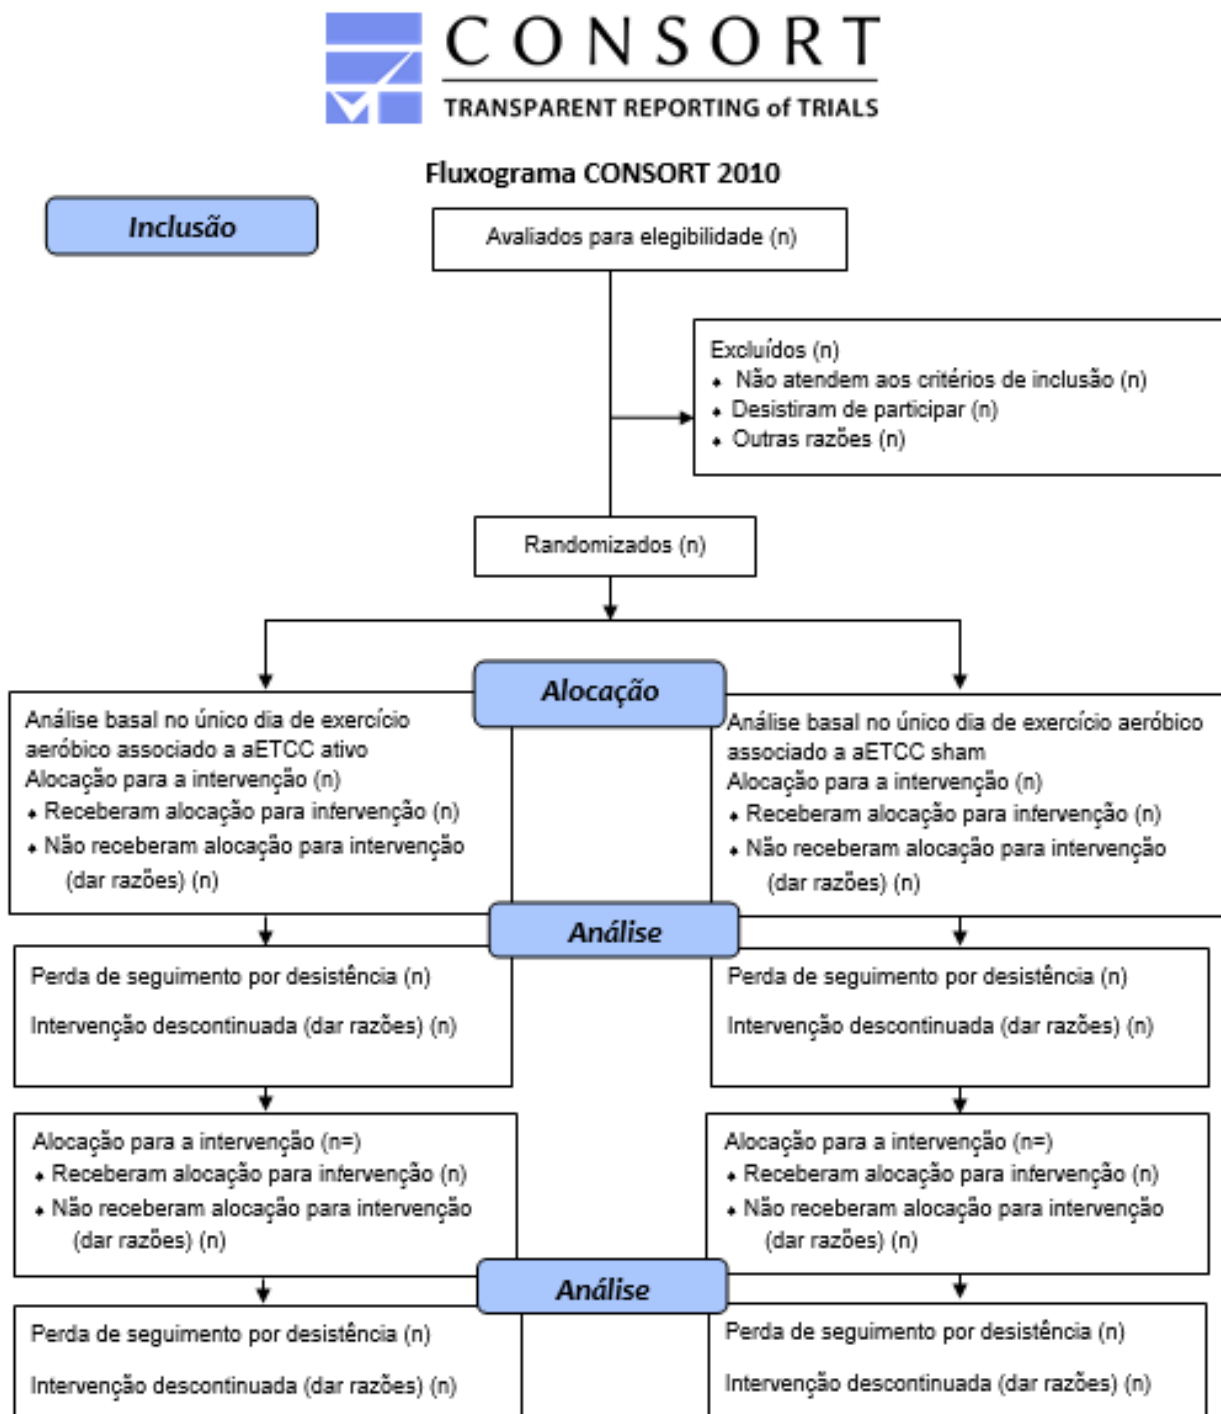 CONSORT
TRANSPARENT REPORTING of TRIALS
Fluxograma CONSORT 2010
Inclusão
Avaliados para elegibilidade (n)
Excluídos (n)
• Não atendem aos critérios de inclusão (n)
• Desistiram de participar (n)
• Outras razões (n)
Randomizados (n)
Alocação
Análise basal no único dia de exercício
aeróbico associado a aETCC ativo
Alocação para a intervenção (n)
• Receberam alocação para intervenção (n)
• Não receberam alocação para intervenção
(dar razões) (n)
Análise basal no único dia de exercício aeróbico
associado a aETCC sham
Alocação para a intervenção (n)
• Receberam alocação para intervenção (n)
• Não receberam alocação para intervenção
(dar razões) (n)
Análise
Perda de seguimento por desistência (n)
Intervenção descontinuada (dar razões) (n)
Perda de seguimento por desistência (n)
Intervenção descontinuada (dar razões) (n)
Alocação para a intervenção (n=)
• Receberam alocação para intervenção (n)
• Não receberam alocação para intervenção
(dar razões) (n)
Alocação para a intervenção (n=)
• Receberam alocação para intervenção (n)
• Não receberam alocação para intervenção
(dar razões) (n)
Análise
Perda de seguimento por desistência (n)
Intervenção descontinuada (dar razões) (n)
Perda de seguimento por desistência (n)
Intervenção descontinuada (dar razões) (n)